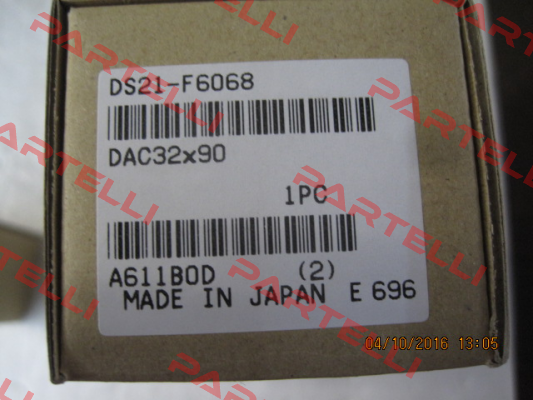 DS21-F6068
DAC32x90
1PC
A611B0D (2)
MADE IN JAPAN E 696
04/10/2016 13:05
PARTELLI
PARTELLI
PARTELLI
PARTELLI
PARTELLI